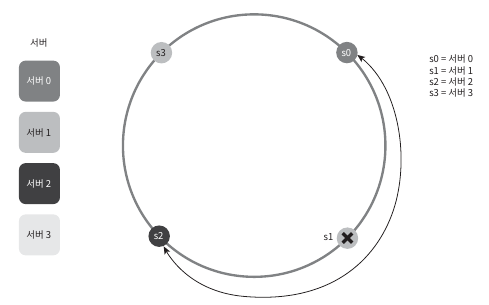 서버
서버 0
서버 1
서버 2
서버 3
s3
s0
s2
s1
s0 = 서버 0
s1 = 서버 1
s2 = 서버 2
s3 = 서버 3